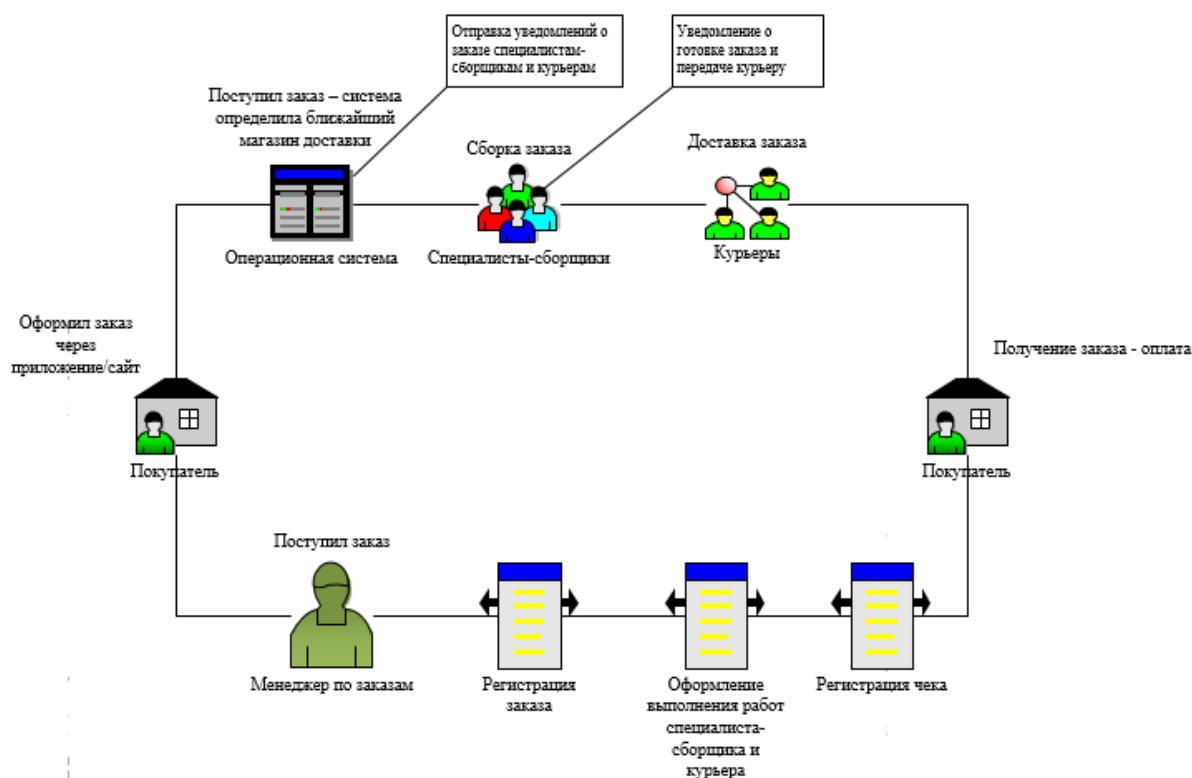 Отправка уведомлений о
заказе специалистам-
сборщикам и курьерам
Уведомление о
готовке заказа и
передаче курьеру
Поступил заказ – система
определила ближайший
магазин доставки
Сборка заказа
Доставка заказа
Операционная система
Специалисты-сборщики
Курьеры
Оформил заказ
через
приложение/сайт
Получение заказа - оплата
Покупатель
Покупатель
Поступил заказ
Менеджер по заказам
Регистрация
заказа
Оформление
выполнения работ
специалиста-
сборщика и
курьера
Регистрация чека